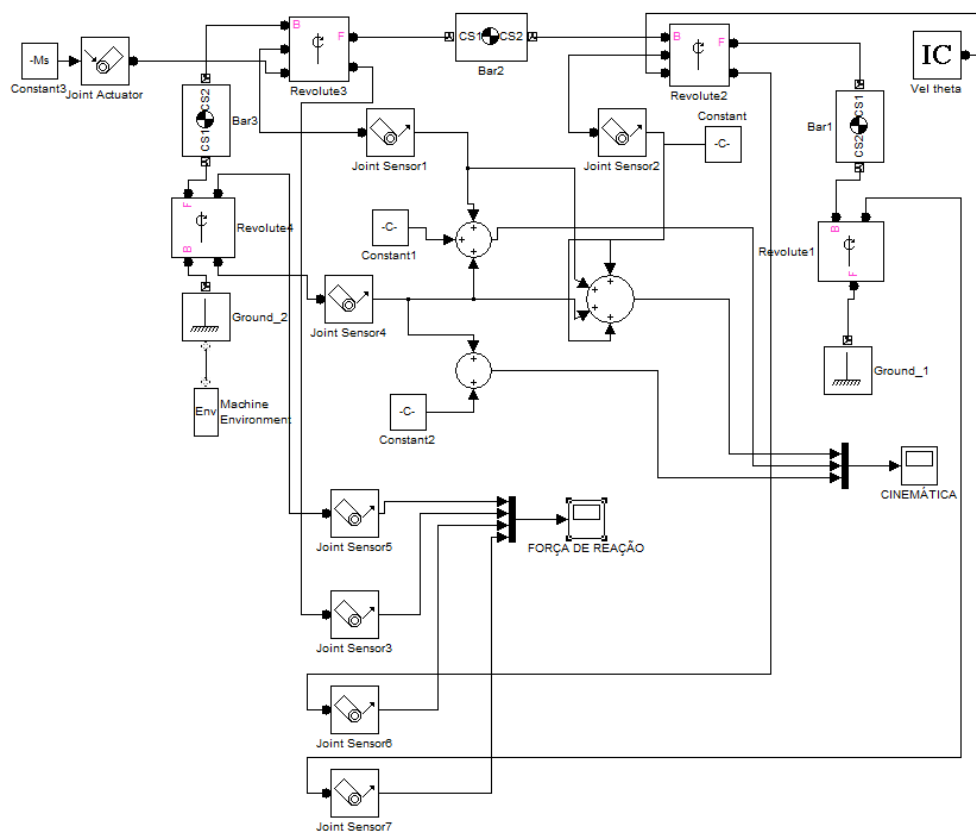 B
F
CS1 CS2
B
F
IC
-Ms
Constant3
Joint Actuator
Bar2
Vel theta
Revolute3
Revolute2
CS1 CS2
Bar3
Constant
-C-
Bar1
CS2 CS1
Joint Sensor1
Joint Sensor2
F
B
Revolute4
-C-
Constant1
+
+
+
B
F
Revolute1
+
+
+
+
Joint Sensor4
Ground_2
+
+
Ground_1
Env
Machine
Environment
-C-
Constant2
CINEMÁTICA
Joint Sensor5
FORÇA DE REAÇÃO
Joint Sensor3
Joint Sensor6
Joint Sensor7